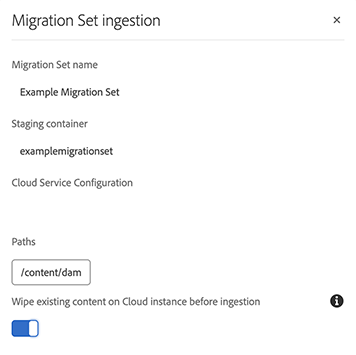 Migration Set ingestion
Migration Set name
Example Migration Set
Staging container
examplemigrationset
Cloud Service Configuration
Paths
/content/dam
Wipe existing content on Cloud instance before ingestion